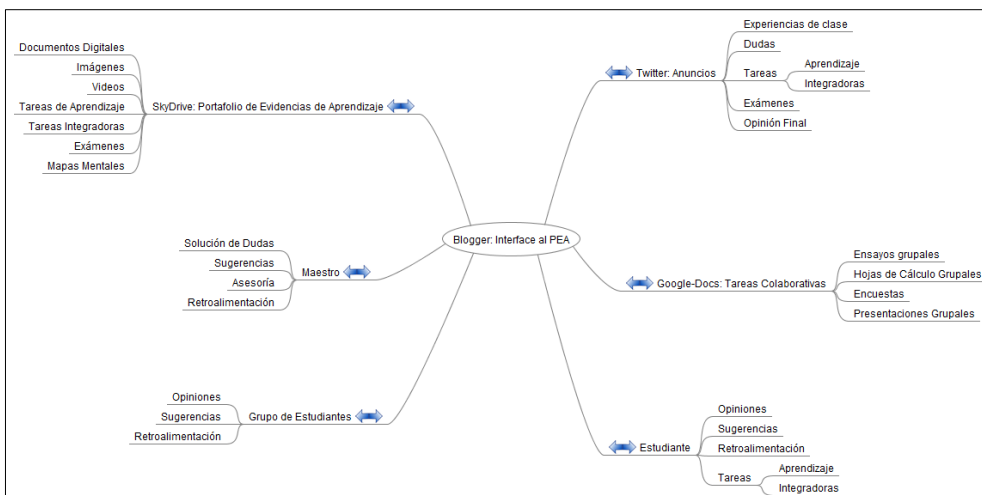 Documentos Digitales
Imágenes
Videos
Tareas de Aprendizaje
Tareas Integradoras
Exámenes
Mapas Mentales
SkyDrive: Portafolio de Evidencias de Aprendizaje
Solución de Dudas
Sugerencias
Asesoría
Retroalimentación
Maestro
Opiniones
Sugerencias
Retroalimentación
Grupo de Estudiantes
Blogger: Interface al PEA
Twitter: Anuncios
Experiencias de clase
Dudas
Tareas
Aprendizaje
Integradoras
Exámenes
Opinión Final
Google-Docs: Tareas Colaborativas
Ensayos grupales
Hojas de Cálculo Grupales
Encuestas
Presentaciones Grupales
Estudiante
Opiniones
Sugerencias
Retroalimentación
Tareas
Aprendizaje
Integradoras